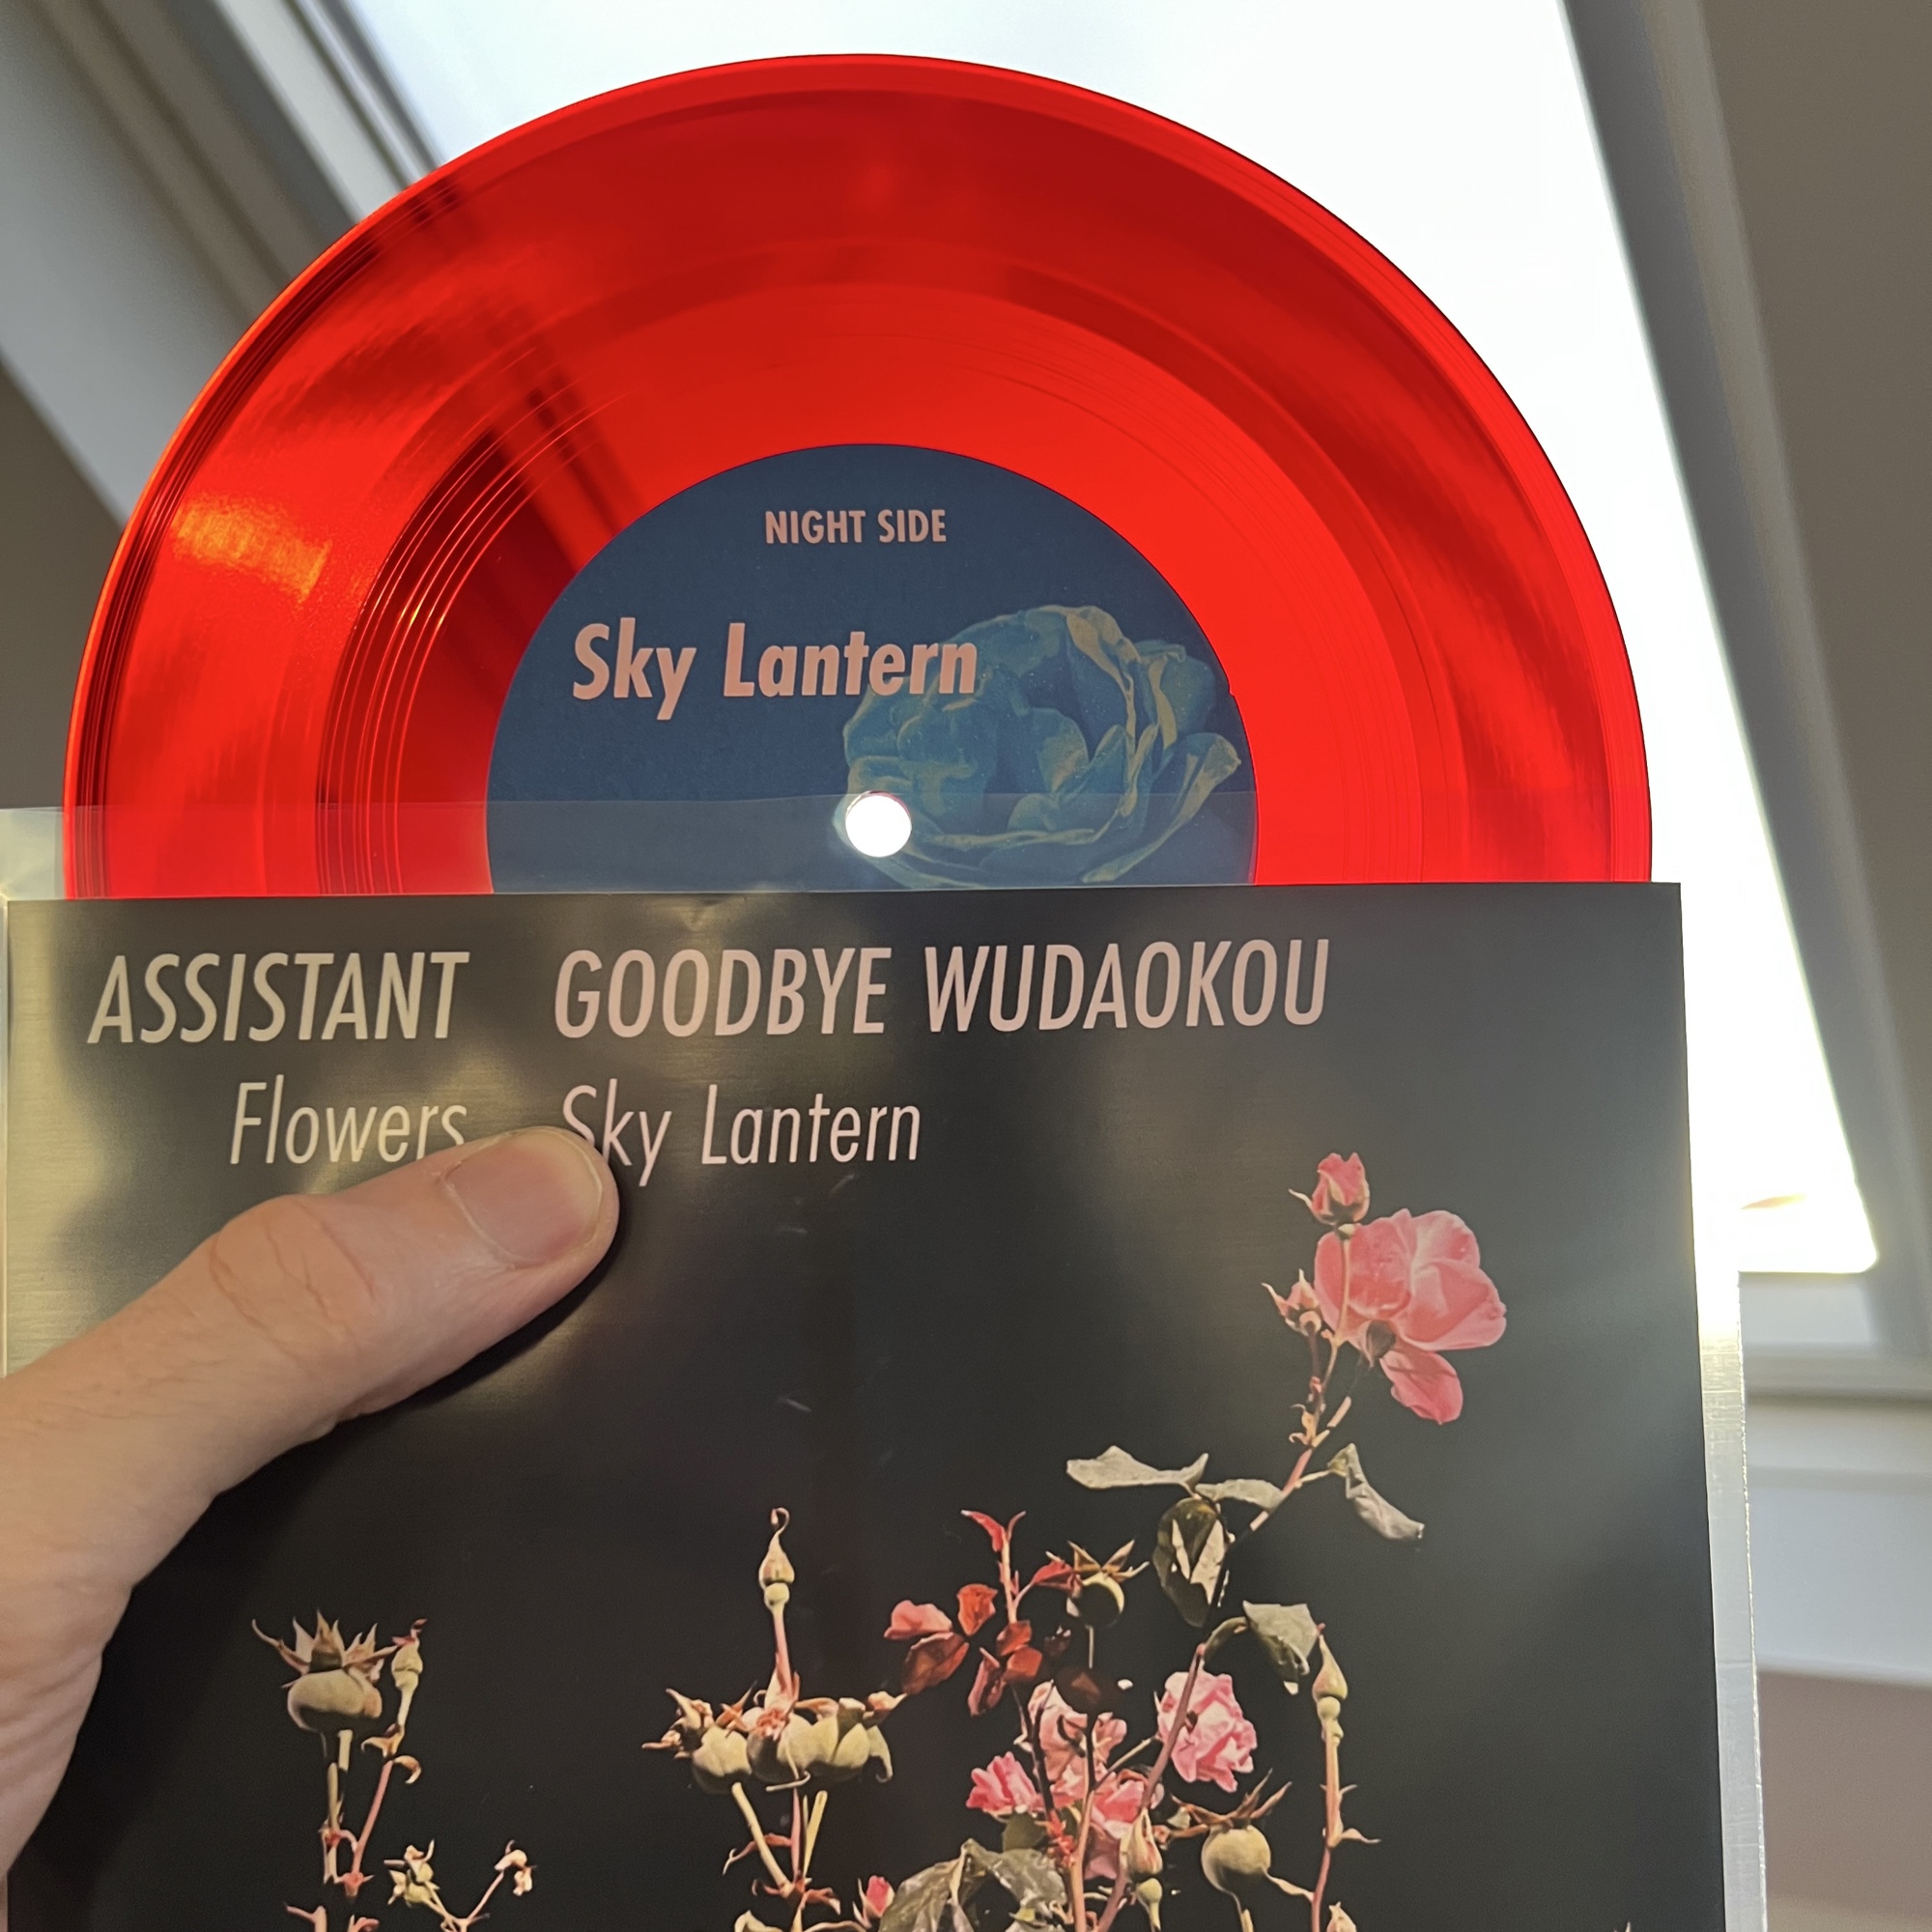 NIGHT SIDE
Sky Lantern
ASSISTANT GOODBYE WUDAOKOU
Flowers Sky Lantern